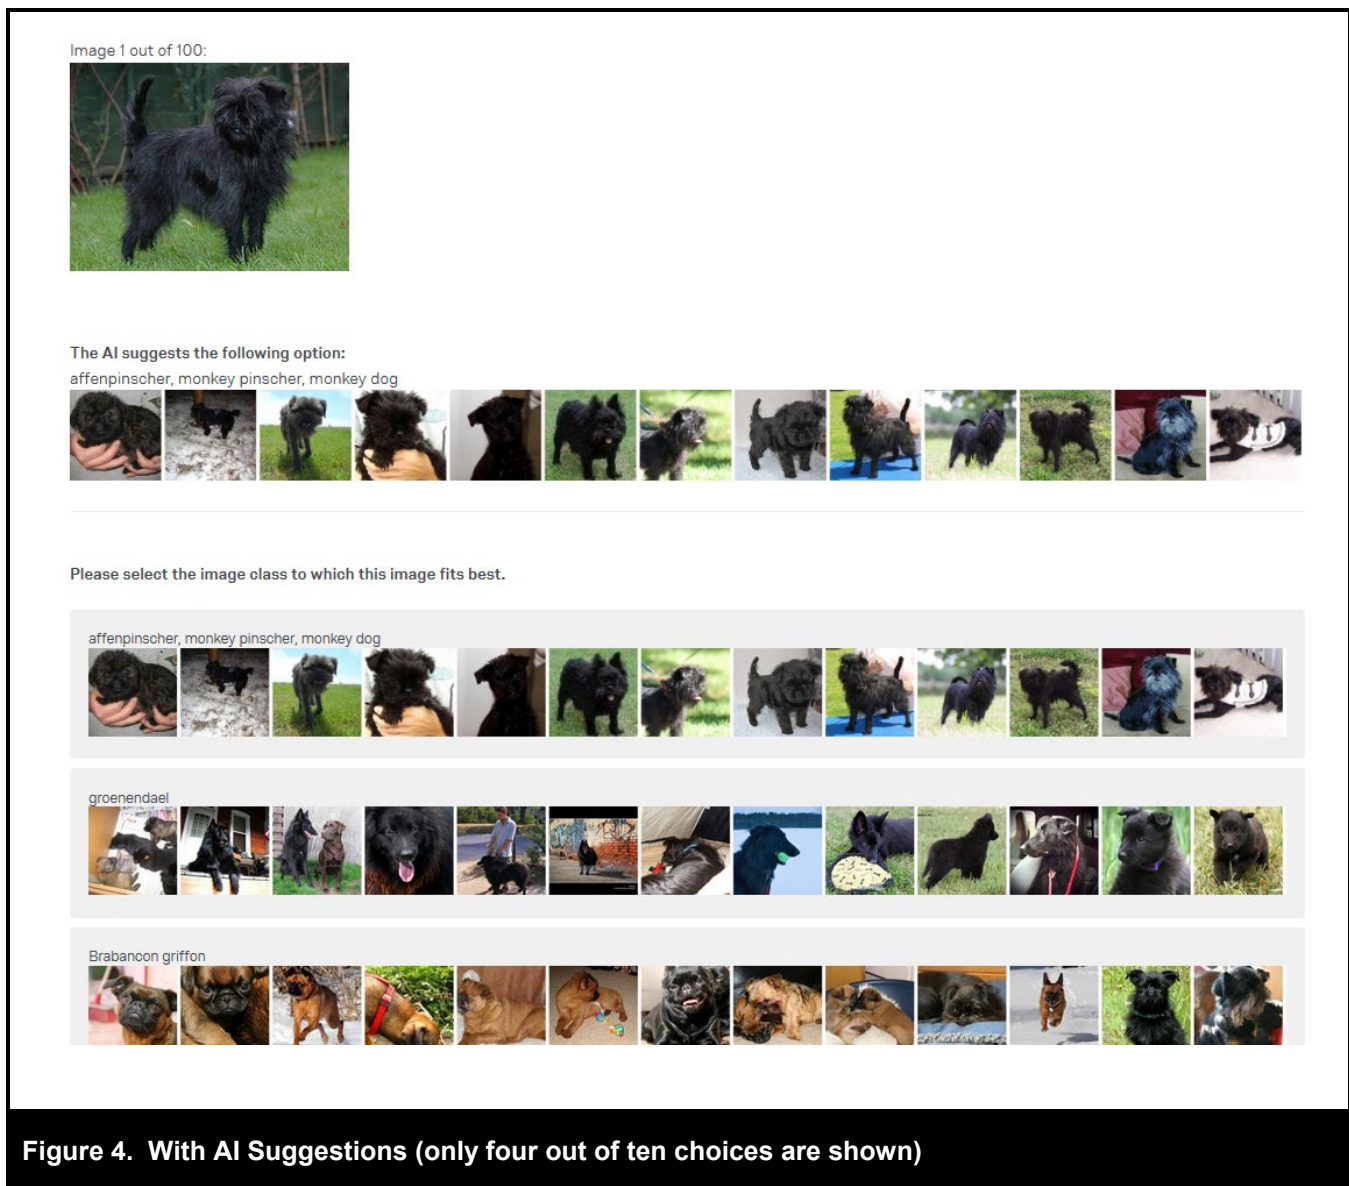 Image 1 out of 100:
The AI suggests the following option:
affenpinscher, monkey pinscher, monkey dog
Please select the image class to which this image fits best.
affenpinscher, monkey pinscher, monkey dog
groenendael
Brabancon griffon
Figure 4.  With AI Suggestions (only four out of ten choices are shown)